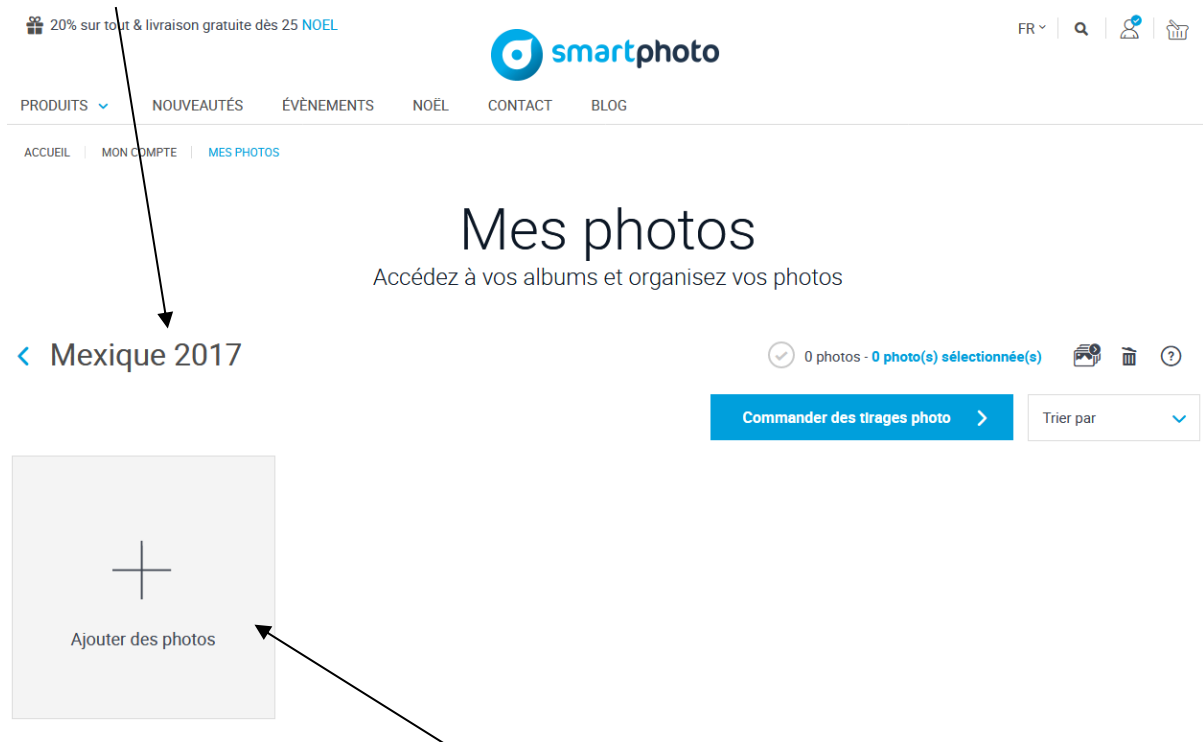 20% sur tout & livraison gratuite dès 25 NOEL
FR
smartphoto
PRODUITS NOUVEAUTÉS ÉVÈNEMENTS NOËL CONTACT BLOG
ACCUEIL MON COMPTE MES PHOTOS
Mes photos
Accédez à vos albums et organisez vos photos
Mexique 2017
0 photos - 0 photo(s) sélectionnée(s)
?
Commander des tirages photo
Trier par
Ajouter des photos